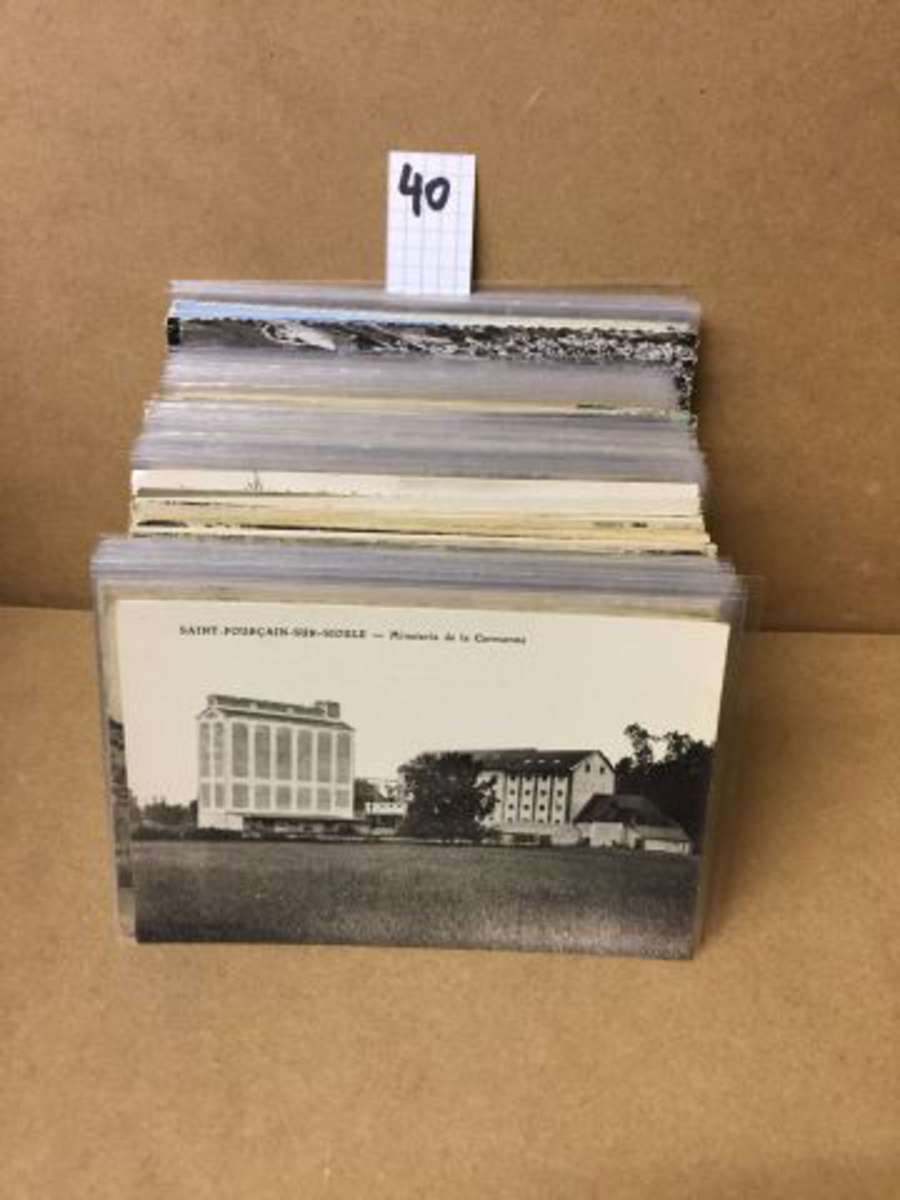 40
SAINT-POURÇAIN-SUR-SIOULE — Minoterie de la Carmonne